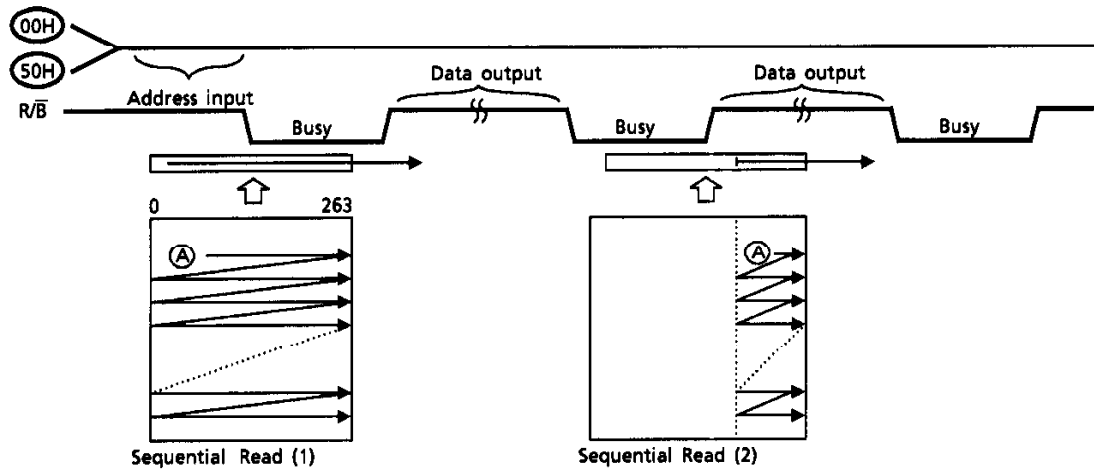 00H
50H
Address input
Data output
Data output
R/B̅
Busy
Busy
Busy
0 263
A
A
Sequential Read (1)
Sequential Read (2)